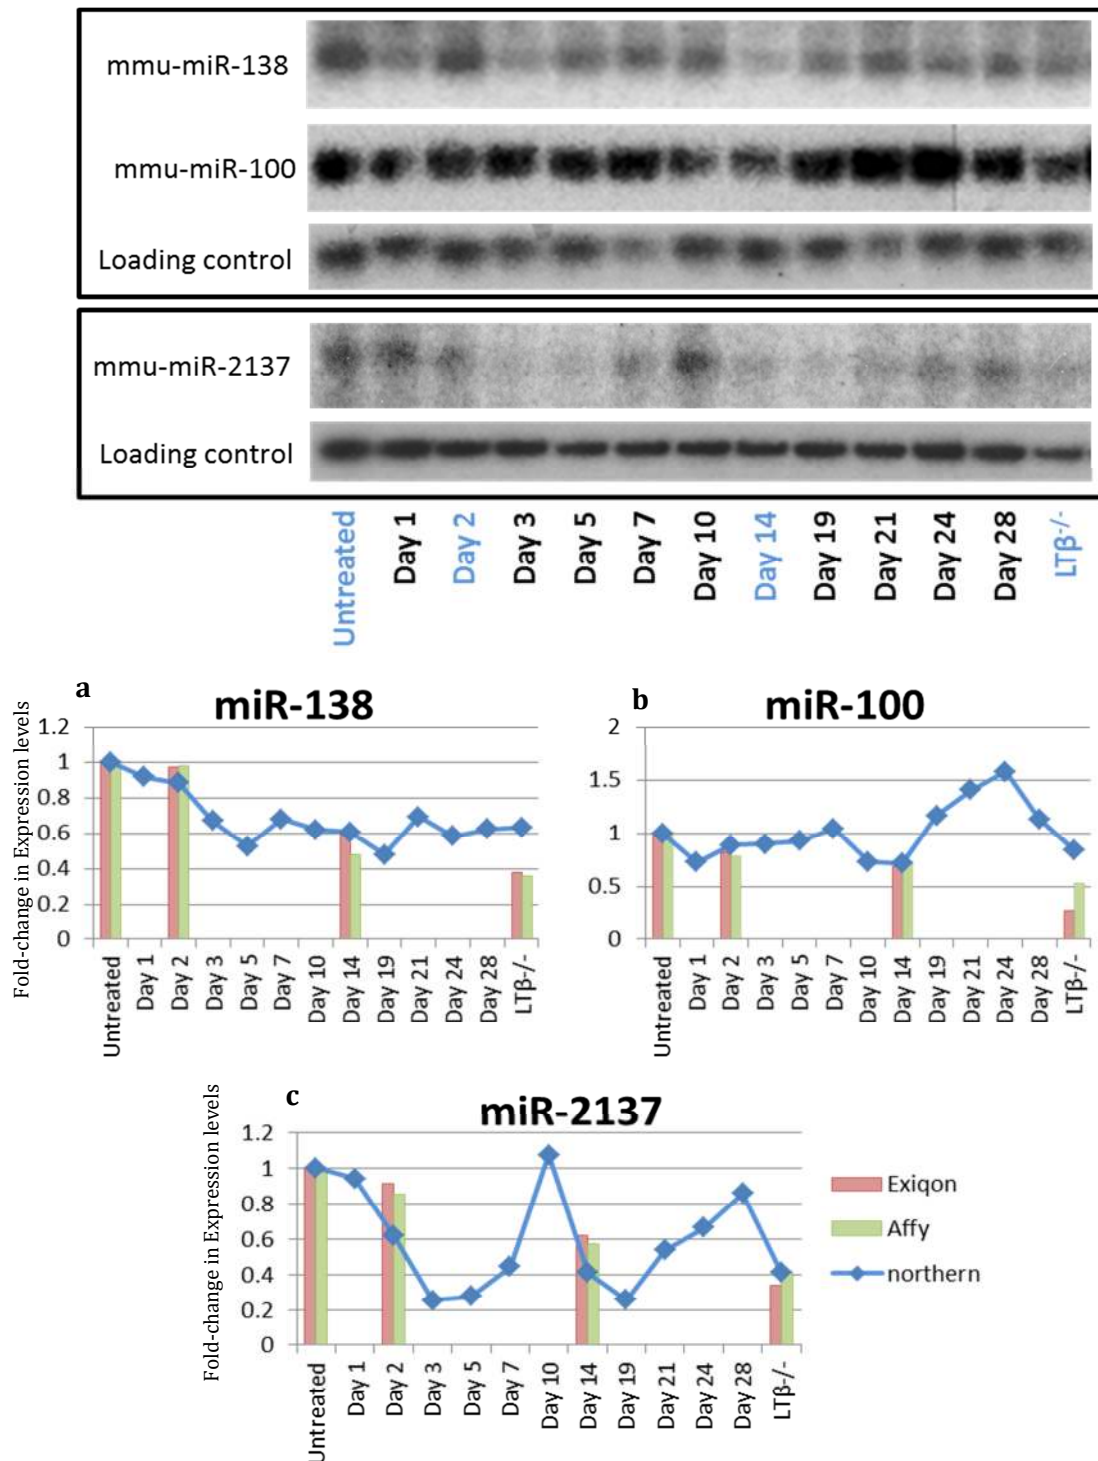 mmu-miR-138
mmu-miR-100
Loading control
mmu-miR-2137
Loading control
Untreated
Day 1
Day 2
Day 3
Day 5
Day 7
Day 10
Day 14
Day 19
Day 21
Day 24
Day 28
LTβ-/-
a
miR-138
Fold-change in Expression levels
1.2
1
0.8
0.6
0.4
0.2
0
Untreated
Day 1
Day 2
Day 3
Day 5
Day 7
Day 10
Day 14
Day 19
Day 21
Day 24
Day 28
LTβ-/-
b
miR-100
2
1.5
1
0.5
0
Untreated
Day 1
Day 2
Day 3
Day 5
Day 7
Day 10
Day 14
Day 19
Day 21
Day 24
Day 28
LTβ-/-
c
miR-2137
Fold-change in Expression levels
1.2
1
0.8
0.6
0.4
0.2
0
Untreated
Day 1
Day 2
Day 3
Day 5
Day 7
Day 10
Day 14
Day 19
Day 21
Day 24
Day 28
LTβ-/-
Exiqon
Affy
northern